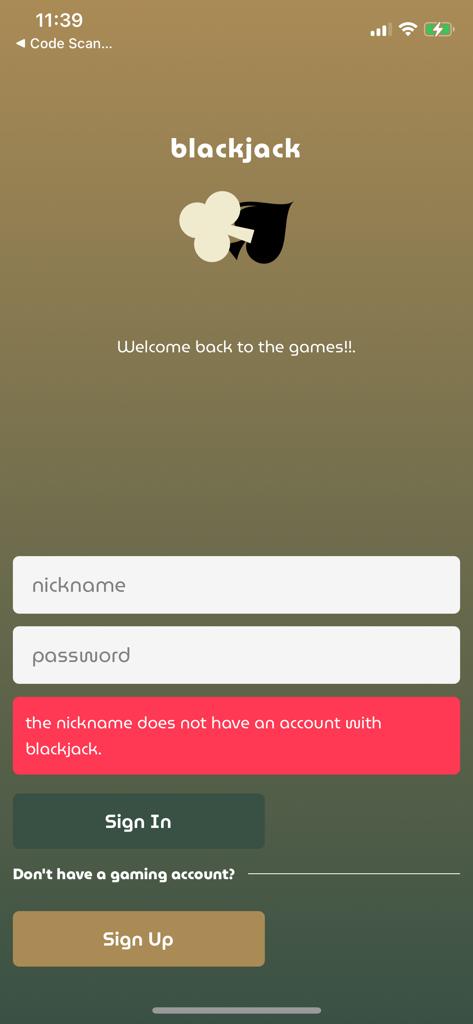 11:39
◀ Code Scan...
blackjack
Welcome back to the games!!.
nickname
password
the nickname does not have an account with
blackjack.
Sign In
Don't have a gaming account?
Sign Up